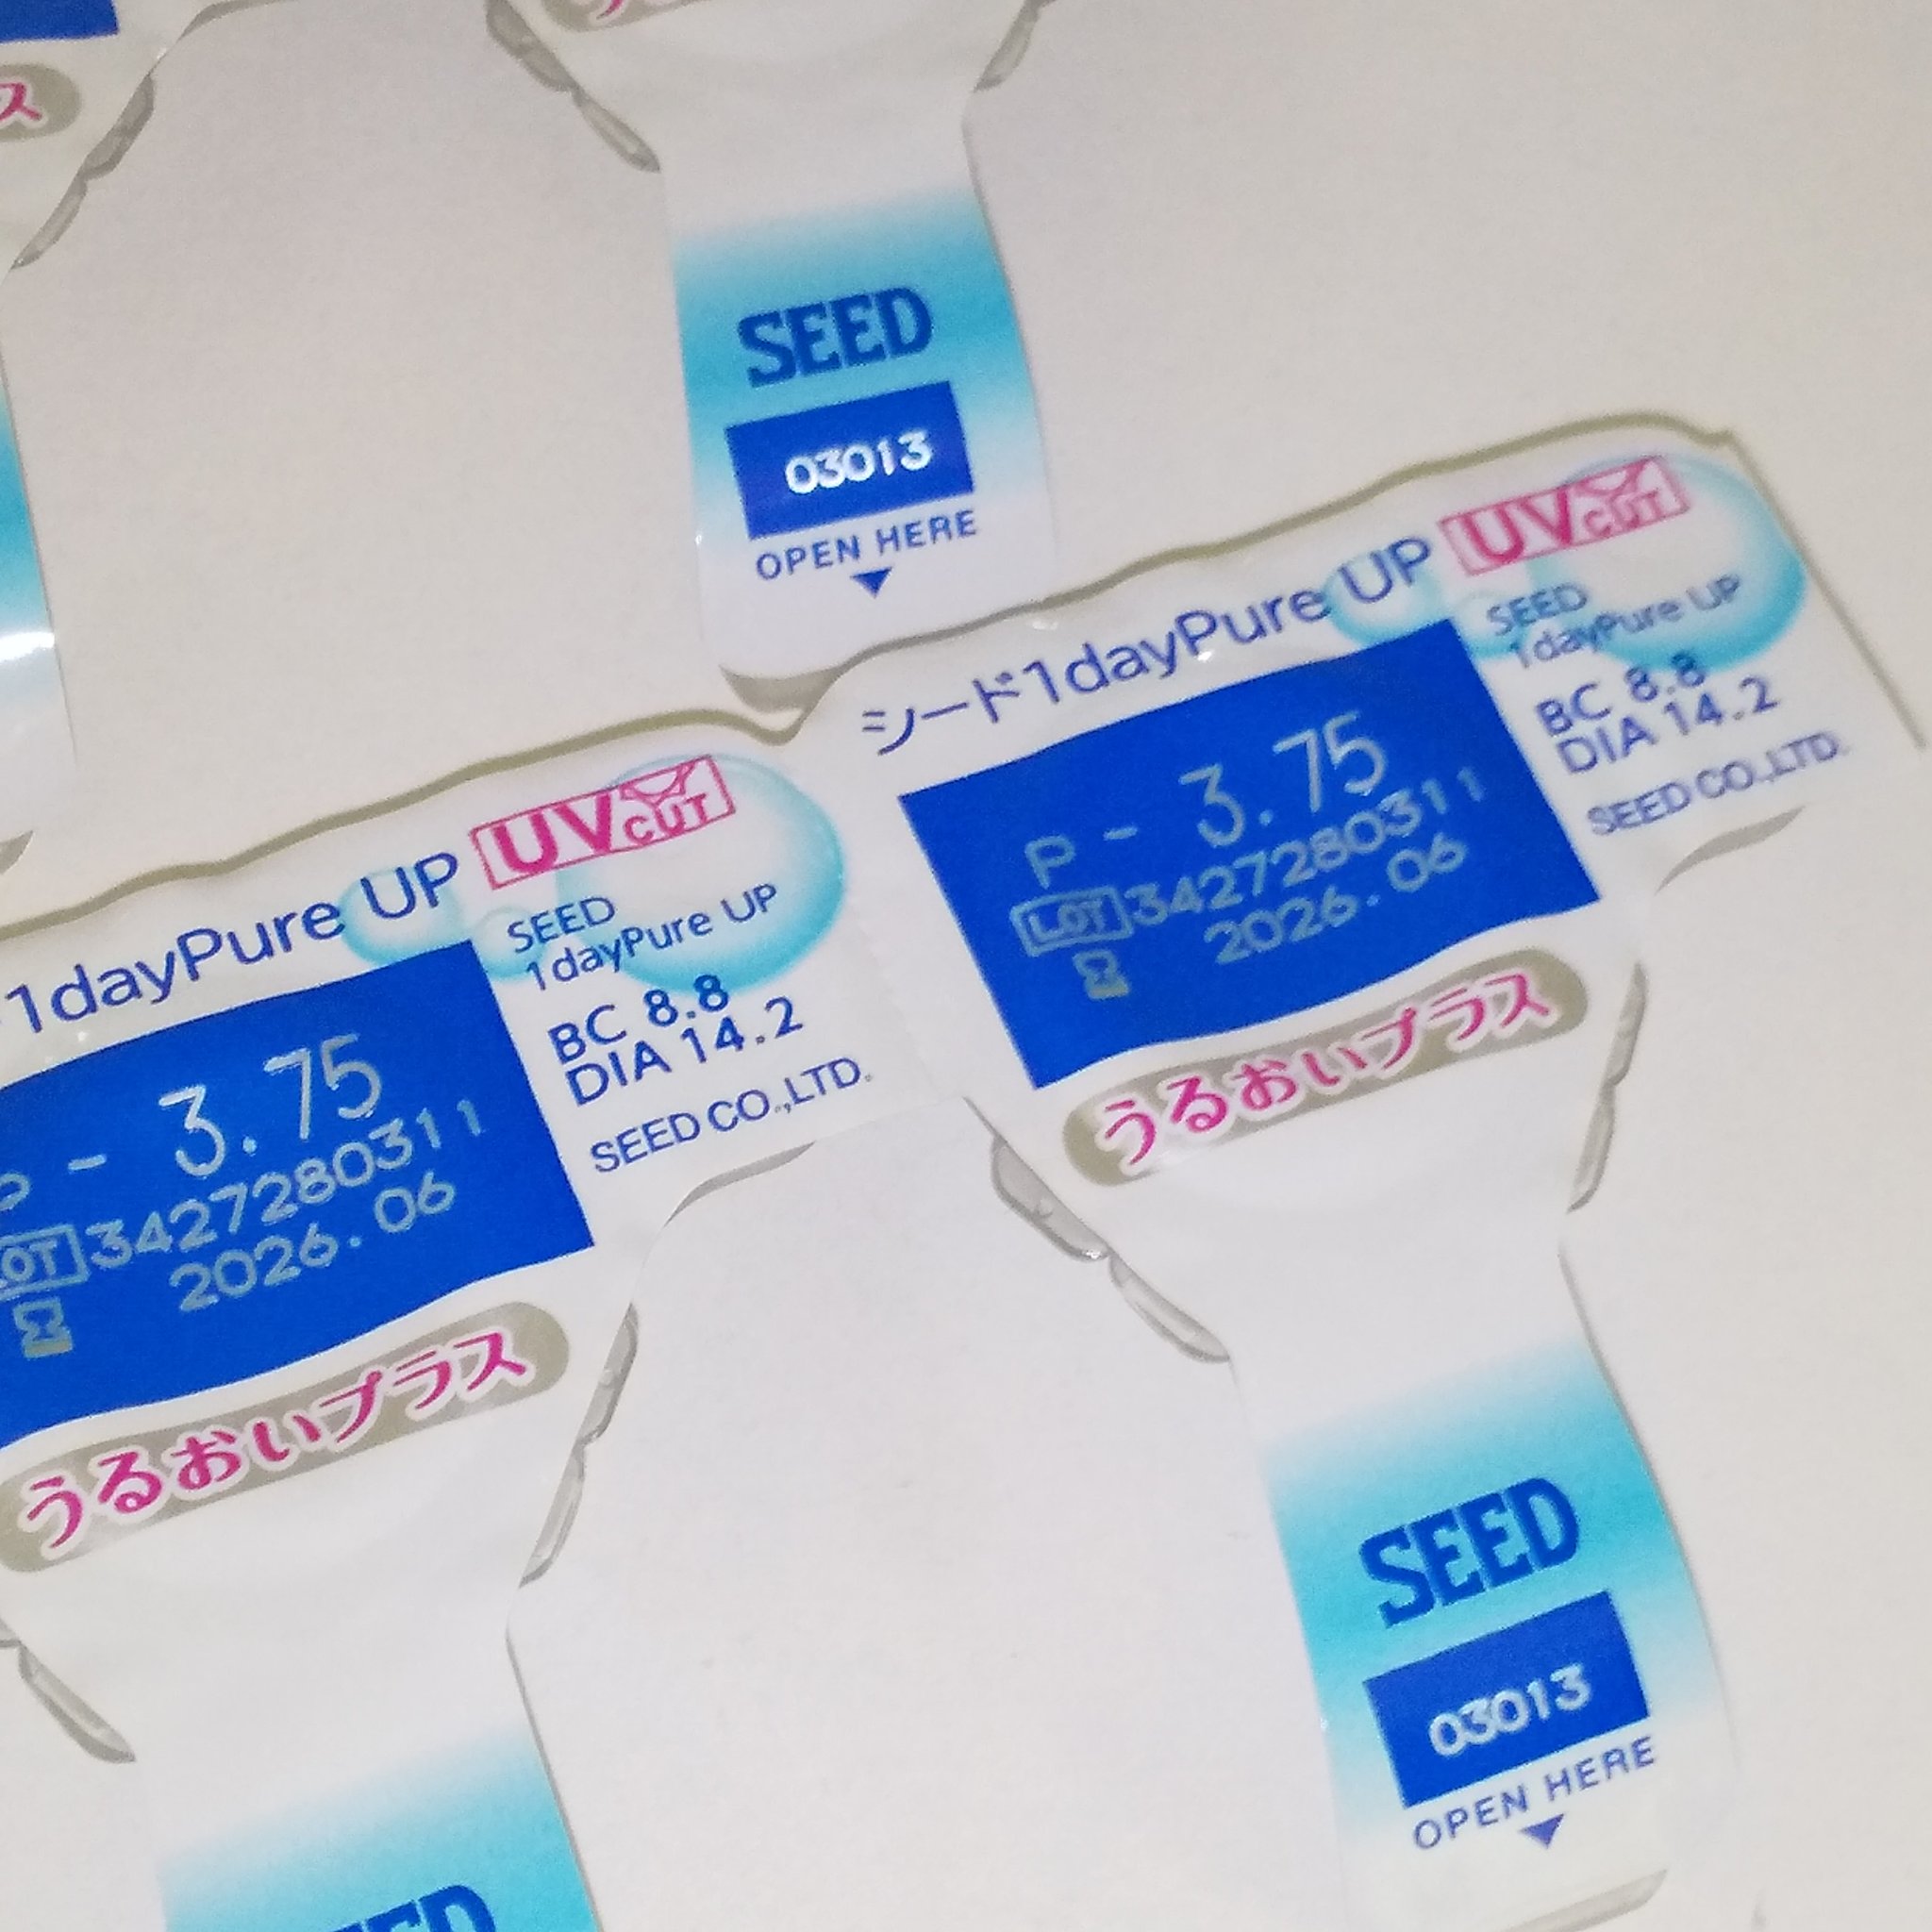 ス
SEED
03013
OPEN HERE
シード1dayPure UP
UV CUT
SEED
1dayPure UP
BC 8.8
DIA 14.2
SEED CO.,LTD.
P - 3.75
LOT 3427280311
2026.06
うるおいプラス
SEED
03013
OPEN HERE
1dayPure UP
UV CUT
SEED
1dayPure UP
BC 8.8
DIA 14.2
SEED CO.,LTD.
P - 3.75
LOT 3427280311
2026.06
うるおいプラス